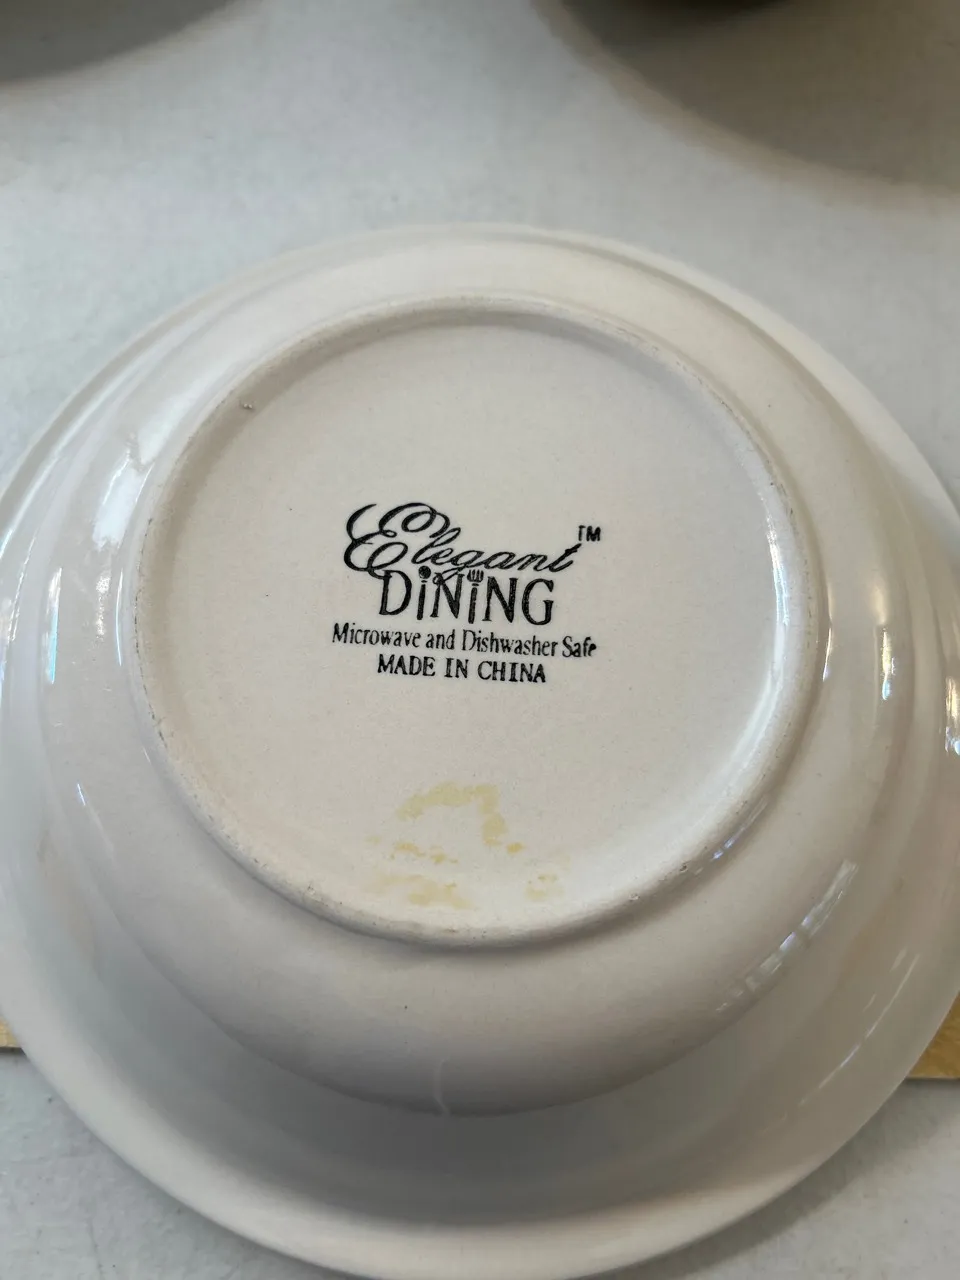 Elegant™
DINING
Microwave and Dishwasher Safe
MADE IN CHINA